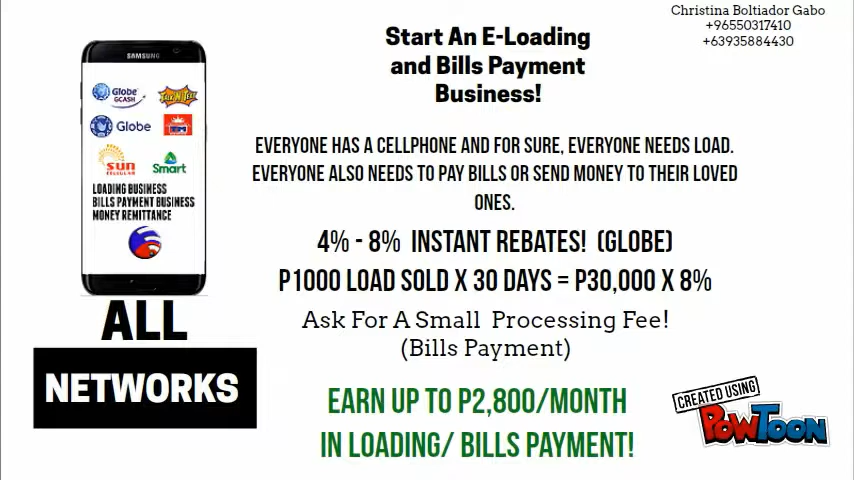 Christina Boltiador Gabo
+96550317410
+63935884430
Start An E-Loading
and Bills Payment
Business!
SAMSUNG
Globe
GCASH
TALK N TEXT
Globe
TM
SUN
CELLULAR
Smart
LOADING BUSINESS
BILLS PAYMENT BUSINESS
MONEY REMITTANCE
EVERYONE HAS A CELLPHONE AND FOR SURE, EVERYONE NEEDS LOAD.
EVERYONE ALSO NEEDS TO PAY BILLS OR SEND MONEY TO THEIR LOVED
ONES.
4% - 8% INSTANT REBATES! (GLOBE)
P1000 LOAD SOLD X 30 DAYS = P30,000 X 8%
Ask For A Small Processing Fee!
(Bills Payment)
ALL
NETWORKS
EARN UP TO P2,800/MONTH
IN LOADING/ BILLS PAYMENT!
CREATED USING
POWTOON